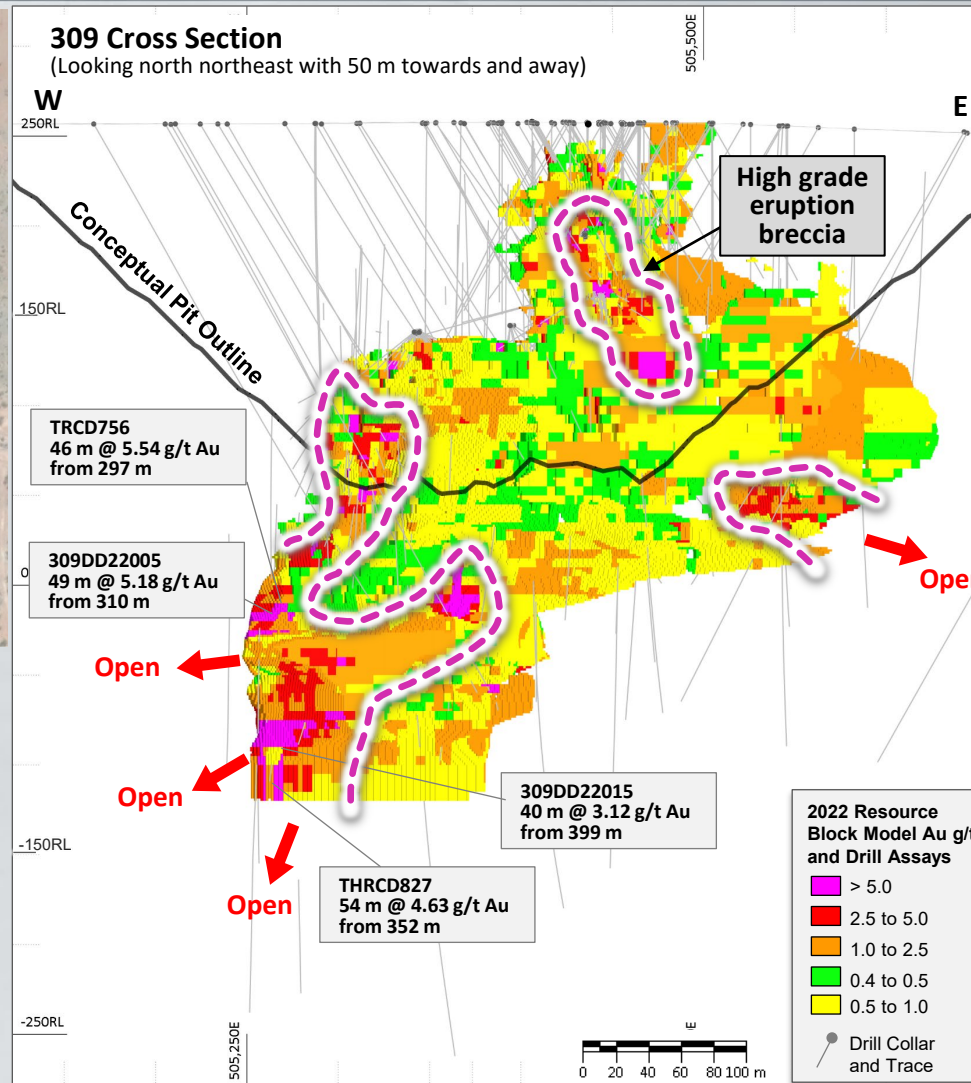 309 Cross Section
(Looking north northeast with 50 m towards and away)
505,500E
W
E
250RL
High grade
eruption
breccia
Conceptual Pit Outline
150RL
TRCD756
46 m @ 5.54 g/t Au
from 297 m
309DD22005
49 m @ 5.18 g/t Au
from 310 m
0
Ope
Open
Open
309DD22015
40 m @ 3.12 g/t Au
from 399 m
-150RL
THRCD827
54 m @ 4.63 g/t Au
from 352 m
Open
2022 Resource
Block Model Au g/t
and Drill Assays
> 5.0
2.5 to 5.0
1.0 to 2.5
0.4 to 0.5
0.5 to 1.0
Drill Collar
and Trace
-250RL
505,250E
E
0 20 40 60 80 100 m